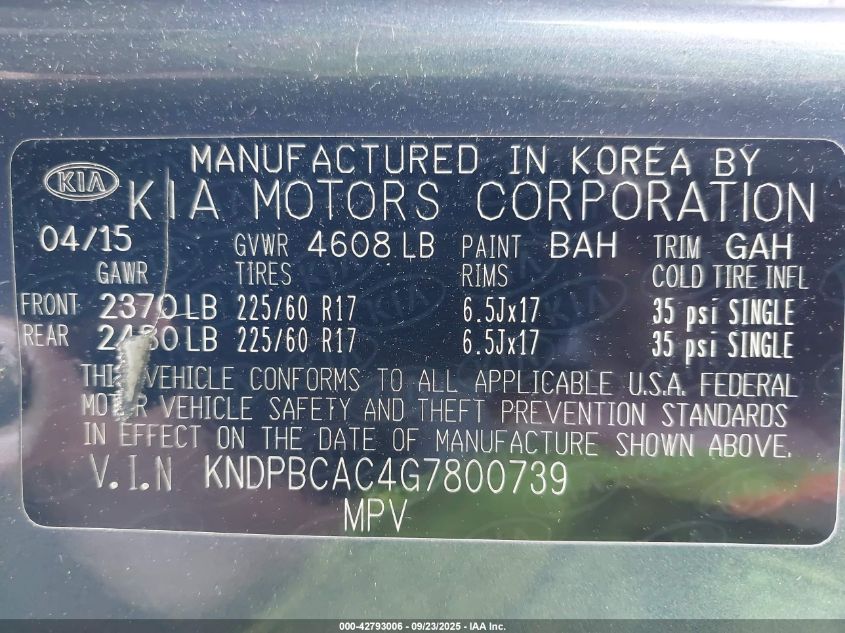 MANUFACTURED IN KOREA BY
KIA KIA MOTORS CORPORATION
04/15 GVWR 4608 LB PAINT BAH TRIM GAH
GAWR TIRES RIMS COLD TIRE INFL
FRONT 2370 LB 225/60 R17 6.5Jx17 35 psi SINGLE
REAR LB 225/60 R17 6.5Jx17 35 psi SINGLE
THIS VEHICLE CONFORMS TO ALL APPLICABLE U.S.A. FEDERAL
MOTOR VEHICLE SAFETY AND THEFT PREVENTION STANDARDS
IN EFFECT ON THE DATE OF MANUFACTURE SHOWN ABOVE.
V.I.N KNDPBCAC4G7800739
MPV
000-42793006 - 09/23/2025 - IAA Inc.